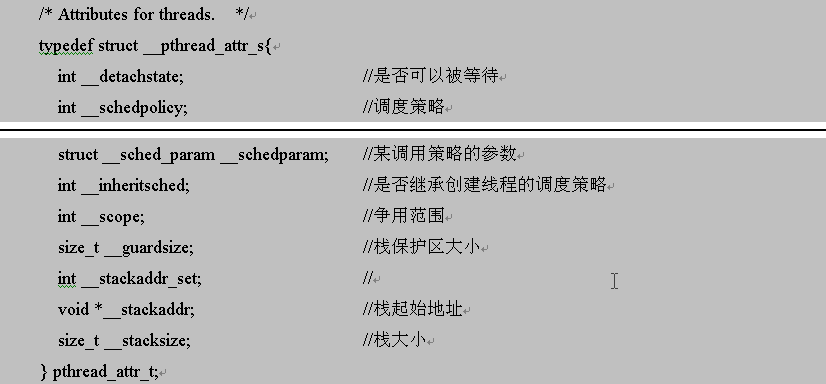 /* Attributes for threads. */
typedef struct __pthread_attr_s{
int __detachstate; //是否可以被等待
int __schedpolicy; //调度策略
struct __sched_param __schedparam; //某调用策略的参数
int __inheritsched; //是否继承创建线程的调度策略
int __scope; //争用范围
size_t __guardsize; //栈保护区大小
int __stackaddr_set; //
void *__stackaddr; //栈起始地址
size_t __stacksize; //栈大小
} pthread_attr_t;